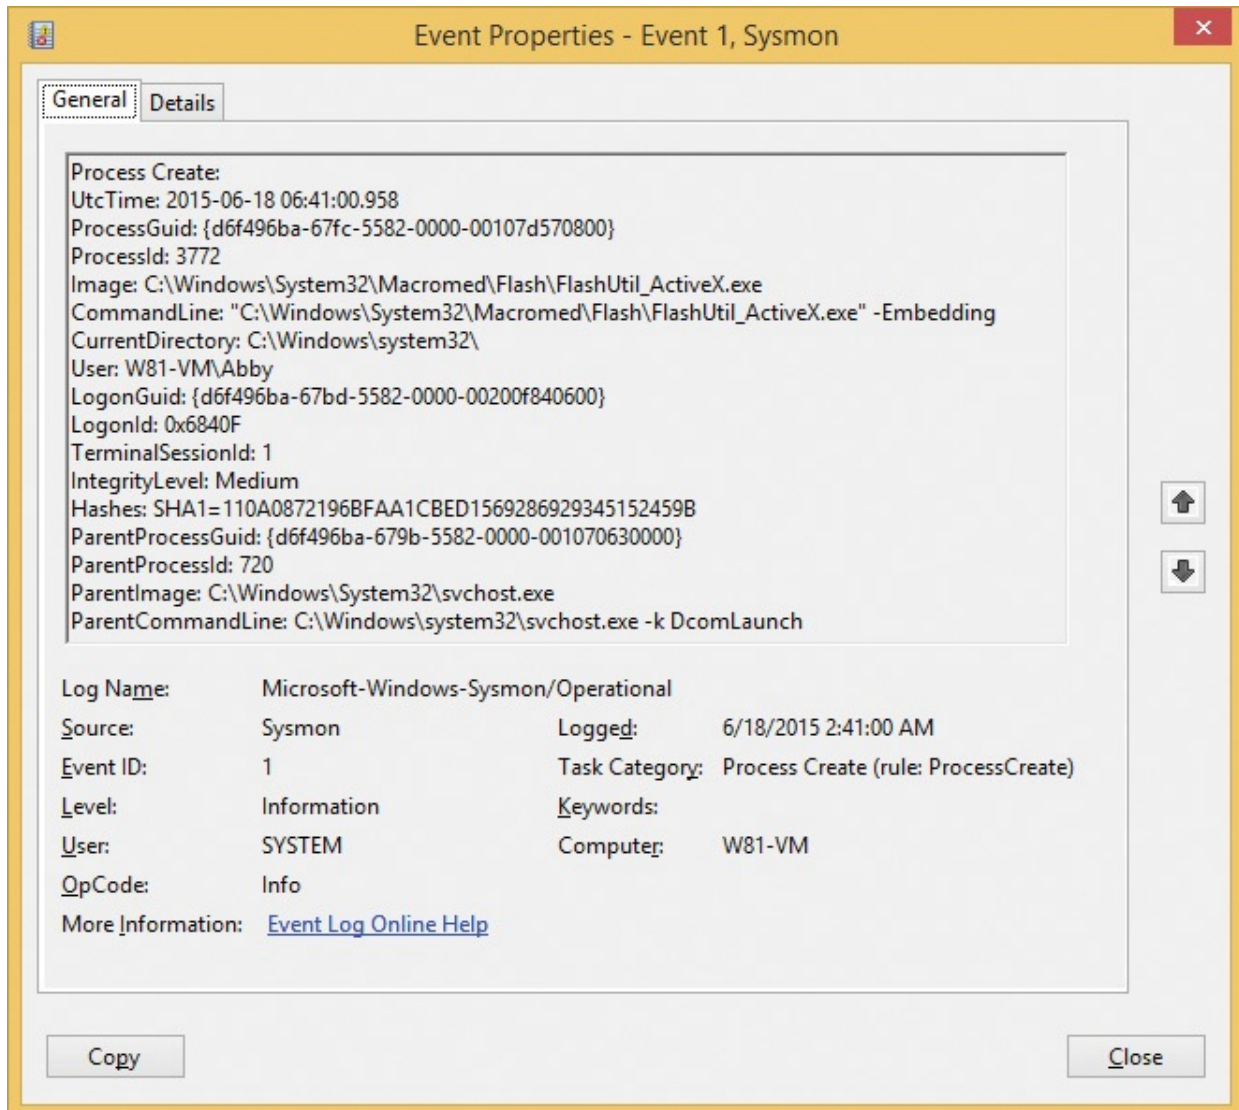 Event Properties - Event 1, Sysmon
General Details
Process Create:
UtcTime: 2015-06-18 06:41:00.958
ProcessGuid: {d6f496ba-67fc-5582-0000-00107d570800}
ProcessId: 3772
Image: C:\Windows\System32\Macromed\Flash\FlashUtil_ActiveX.exe
CommandLine: "C:\Windows\System32\Macromed\Flash\FlashUtil_ActiveX.exe" -Embedding
CurrentDirectory: C:\Windows\system32\
User: W81-VM\Abby
LogonGuid: {d6f496ba-67bd-5582-0000-00200f840600}
LogonId: 0x6840F
TerminalSessionId: 1
IntegrityLevel: Medium
Hashes: SHA1=110A0872196BFAA1CBED1569286929345152459B
ParentProcessGuid: {d6f496ba-679b-5582-0000-001070630000}
ParentProcessId: 720
ParentImage: C:\Windows\System32\svchost.exe
ParentCommandLine: C:\Windows\system32\svchost.exe -k DcomLaunch
Log Name: Microsoft-Windows-Sysmon/Operational
Source: Sysmon Logged: 6/18/2015 2:41:00 AM
Event ID: 1 Task Category: Process Create (rule: ProcessCreate)
Level: Information Keywords:
User: SYSTEM Computer: W81-VM
OpCode: Info
More Information: Event Log Online Help
Copy Close